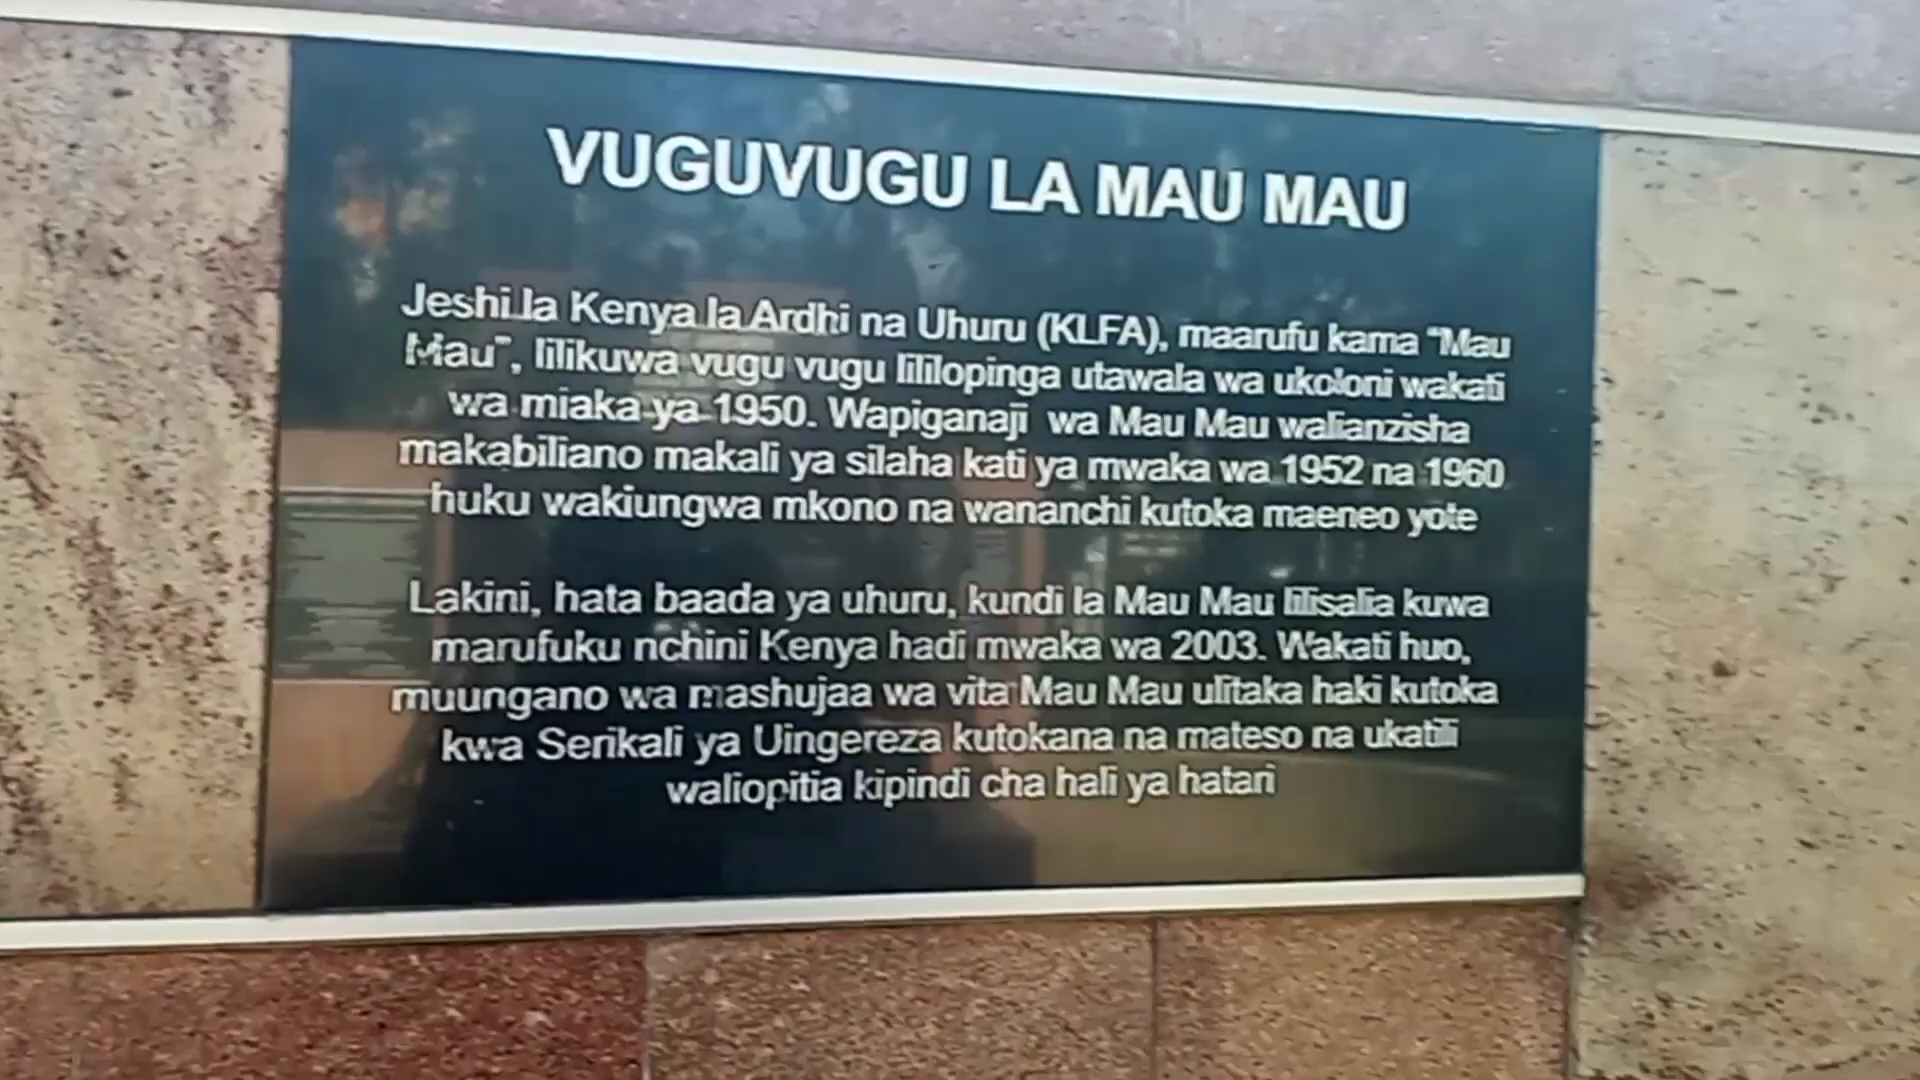 VUGUVUGU LA MAU MAU
Jeshi la Kenya la Ardhi na Uhuru (KLFA), maarufu kama “Mau
Mau”, lilikuwa vugu vugu lililopinga utawala wa ukoloni wakati
wa miaka ya 1950. Wapiganaji wa Mau Mau walianzisha
makabiliano makali ya silaha kati ya mwaka wa 1952 na 1960
huku wakiungwa mkono na wananchi kutoka maeneo yote
Lakini, hata baada ya uhuru, kundi la Mau Mau lilisalia kuwa
marufuku nchini Kenya hadi mwaka wa 2003. Wakati huo,
muungano wa mashujaa wa vita Mau Mau ulitaka haki kutoka
kwa Serikali ya Uingereza kutokana na mateso na ukatili
waliopitia kipindi cha hali ya hatari